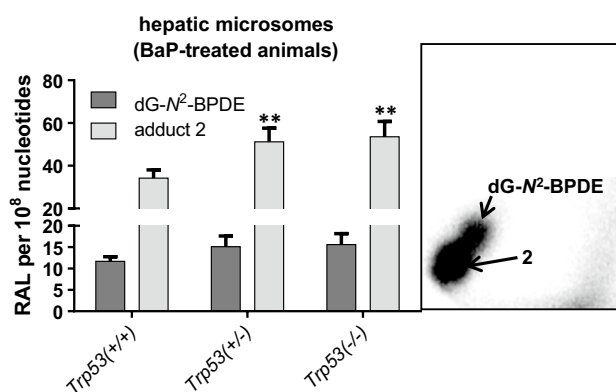 hepatic microsomes
(BaP-treated animals)
RAL per 10⁸ nucleotides
80
60
40
20
20
15
10
5
0
dG-N²-BPDE
adduct 2
**
**
Trp53(+/+)
Trp53(+/-)
Trp53(-/-)
dG-N²-BPDE
2